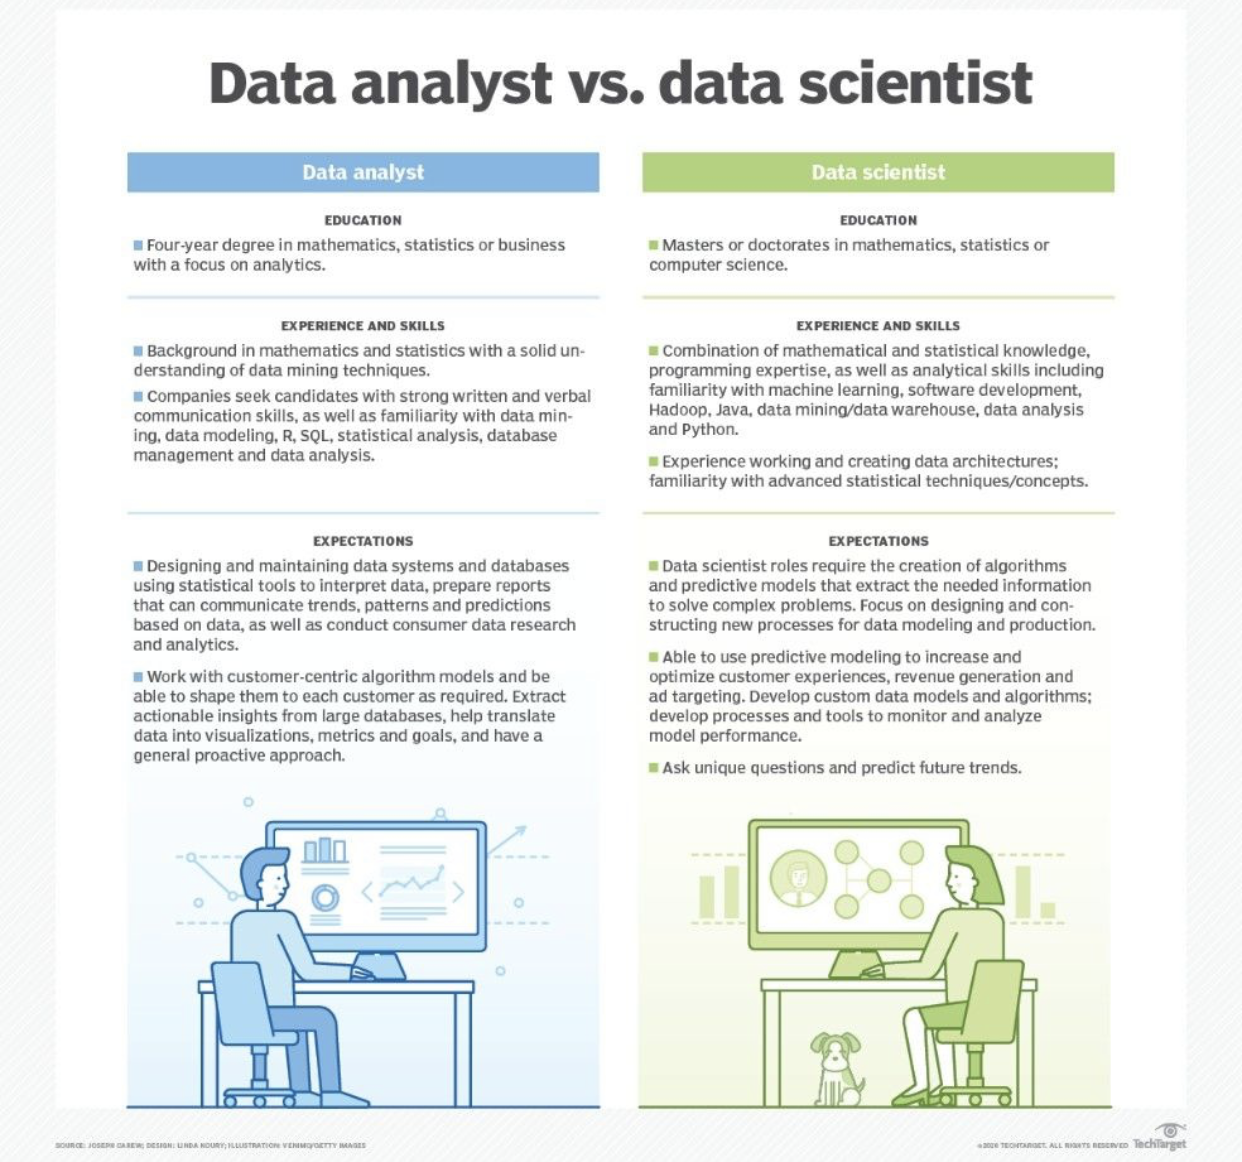 Data analyst vs. data scientist
Data analyst
EDUCATION
Four-year degree in mathematics, statistics or business
with a focus on analytics.
EXPERIENCE AND SKILLS
Background in mathematics and statistics with a solid un-
derstanding of data mining techniques.
Companies seek candidates with strong written and verbal
communication skills, as well as familiarity with data min-
ing, data modeling, R, SQL, statistical analysis, database
management and data analysis.
EXPECTATIONS
Designing and maintaining data systems and databases
using statistical tools to interpret data, prepare reports
that can communicate trends, patterns and predictions
based on data, as well as conduct consumer data research
and analytics.
Work with customer-centric algorithm models and be
able to shape them to each customer as required. Extract
actionable insights from large databases, help translate
data into visualizations, metrics and goals, and have a
general proactive approach.
Data scientist
EDUCATION
Masters or doctorates in mathematics, statistics or
computer science.
EXPERIENCE AND SKILLS
Combination of mathematical and statistical knowledge,
programming expertise, as well as analytical skills including
familiarity with machine learning, software development,
Hadoop, Java, data mining/data warehouse, data analysis
and Python.
Experience working and creating data architectures;
familiarity with advanced statistical techniques/concepts.
EXPECTATIONS
Data scientist roles require the creation of algorithms
and predictive models that extract the needed information
to solve complex problems. Focus on designing and con-
structing new processes for data modeling and production.
Able to use predictive modeling to increase and
optimize customer experiences, revenue generation and
ad targeting. Develop custom data models and algorithms;
develop processes and tools to monitor and analyze
model performance.
Ask unique questions and predict future trends.
SOURCE: JOSEPH CAREW; DESIGN: LINDA KOURY; ILLUSTRATION: VENIMO/GETTY IMAGES
©2020 TECHTARGET. ALL RIGHTS RESERVED TechTarget